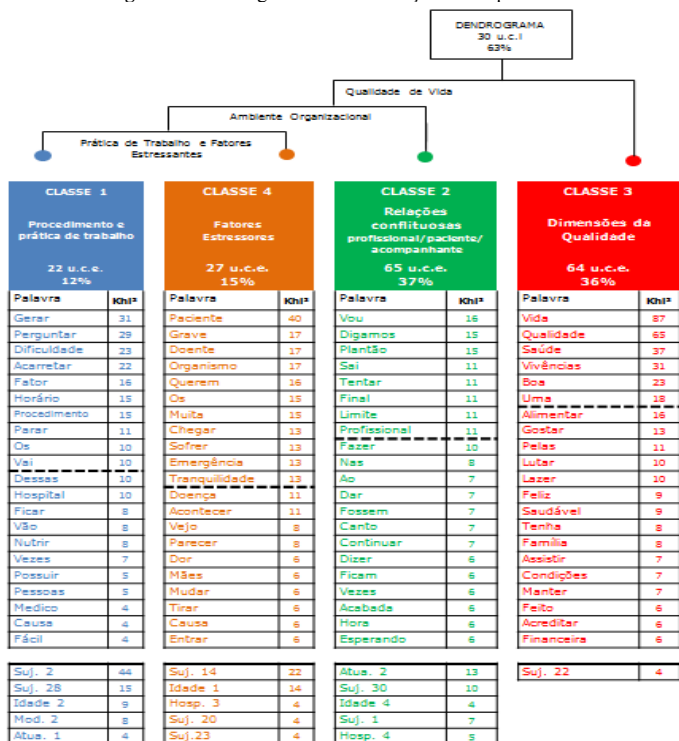 DENDROGRAMA
30 u.c.I
63%
Qualidade de Vida
Ambiente Organizacional
Prática de Trabalho e Fatores
Estressantes
CLASSE 1
Procedimento e
prática de trabalho
22 u.c.e.
12%
Palavra Khi²
Gerar 31
Perguntar 29
Dificuldade 23
Acarretar 22
Fator 16
Horário 15
Procedimento 15
Parar 11
Os 10
Vai 10
Dessas 10
Hospital 10
Ficar 8
Vão 8
Nutrir 8
Vezes 7
Possuir 5
Pessoas 5
Medico 4
Causa 4
Fácil 4
Suj. 2 44
Suj. 28 15
Idade 2 9
Mod. 2 8
Atua. 1 4
CLASSE 4
Fatores
Estressores
27 u.c.e.
15%
Palavra Khi²
Paciente 40
Grave 17
Doente 17
Organismo 17
Querem 16
Os 15
Muita 15
Chegar 13
Sofrer 13
Emergência 13
Tranquilidade 13
Doença 11
Acontecer 11
Vejo 8
Parecer 8
Dor 6
Mães 6
Mudar 6
Tirar 6
Causa 6
Entrar 6
Suj. 14 22
Idade 1 14
Hosp. 3 4
Suj. 20 4
Suj.23 4
CLASSE 2
Relações
conflituosas
profissional/paciente/
acompanhante
65 u.c.e.
37%
Palavra Khi²
Vou 16
Digamos 15
Plantão 15
Sai 11
Tentar 11
Final 11
Limite 11
Profissional 11
Fazer 10
Nas 8
Ao 7
Dar 7
Fossem 7
Canto 7
Continuar 7
Dizer 6
Ficam 6
Vezes 6
Acabada 6
Hora 6
Esperando 6
Atua. 2 13
Suj. 30 10
Idade 4 4
Suj. 1 7
Hosp. 4 5
CLASSE 3
Dimensões da
Qualidade
64 u.c.e.
36%
Palavra Khi²
Vida 87
Qualidade 65
Saúde 37
Vivências 31
Boa 23
Uma 18
Alimentar 16
Gostar 13
Pelas 11
Lutar 10
Lazer 10
Feliz 9
Saudável 9
Tenha 8
Família 8
Assistir 7
Condições 7
Manter 7
Feito 6
Acreditar 6
Financeira 6
Suj. 22 4